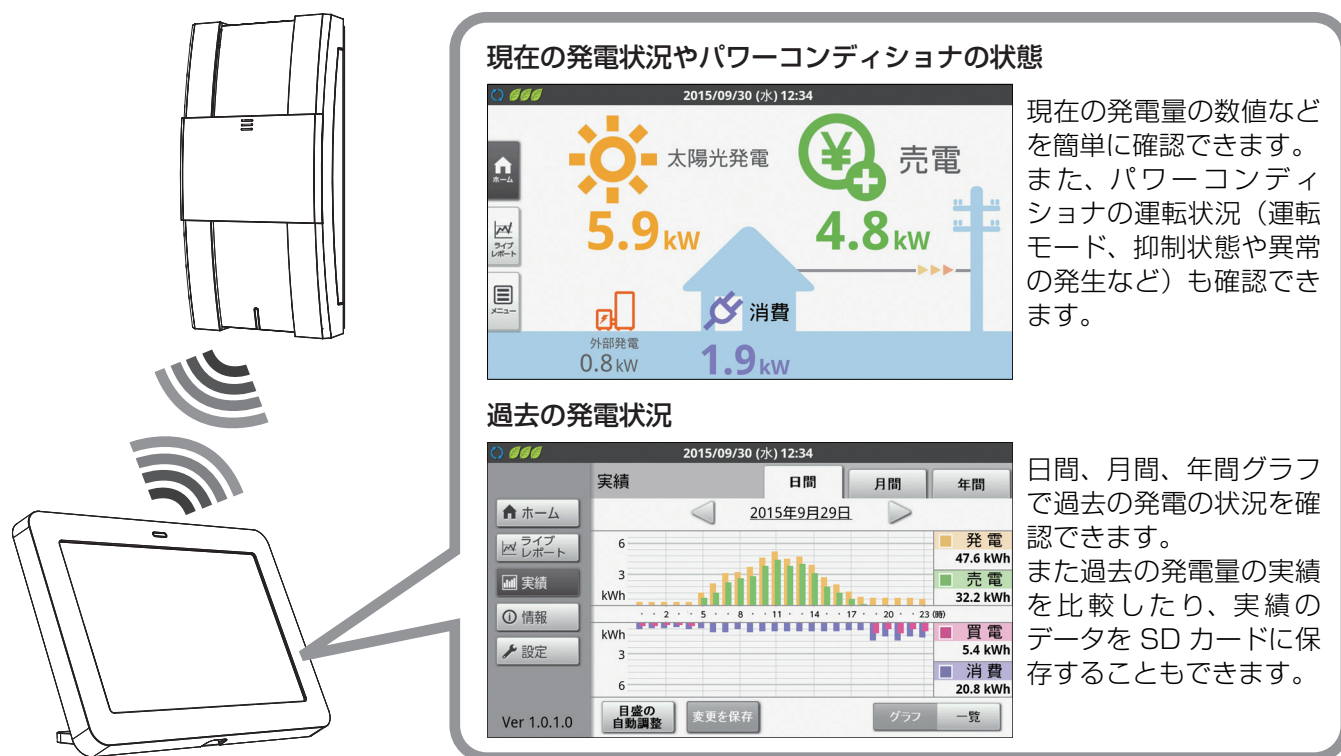 現在の発電状況やパワーコンディショナの状態
2015/09/30 (水) 12:34
ホーム
ライブ
レポート
メニュー
太陽光発電
5.9 kW
売電
4.8 kW
外部発電
0.8 kW
消費
1.9 kW
現在の発電量の数値など
を簡単に確認できます。
また、パワーコンディ
ショナの運転状況（運転
モード、抑制状態や異常
の発生など）も確認でき
ます。
過去の発電状況
2015/09/30 (水) 12:34
実績
日間
月間
年間
ホーム
ライブ
レポート
実績
情報
設定
Ver 1.0.1.0
2015年9月29日
6
3
kWh
・ 2 ・ ・ 5 ・ ・ 8 ・ ・ 11 ・ ・ 14 ・ ・ 17 ・ ・ 20 ・ ・ 23 (時)
kWh
3
6
発電
47.6 kWh
売電
32.2 kWh
買電
5.4 kWh
消費
20.8 kWh
目盛の
自動調整
変更を保存
グラフ
一覧
日間、月間、年間グラフ
で過去の発電の状況を確
認できます。
また過去の発電量の実績
を比較したり、実績の
データを SD カードに保
存することもできます。